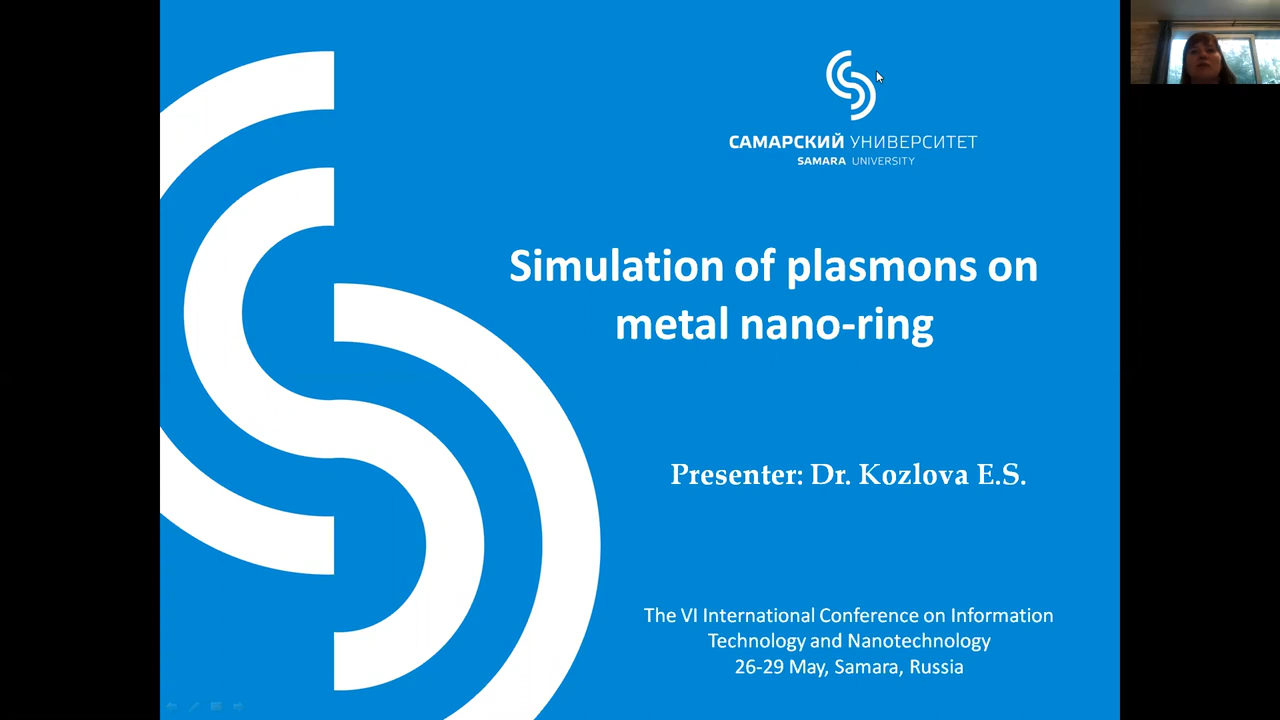 САМАРСКИЙ УНИВЕРСИТЕТ
SAMARA UNIVERSITY
Simulation of plasmons on
metal nano-ring
Presenter: Dr. Kozlova E.S.
The VI International Conference on Information
Technology and Nanotechnology
26-29 May, Samara, Russia